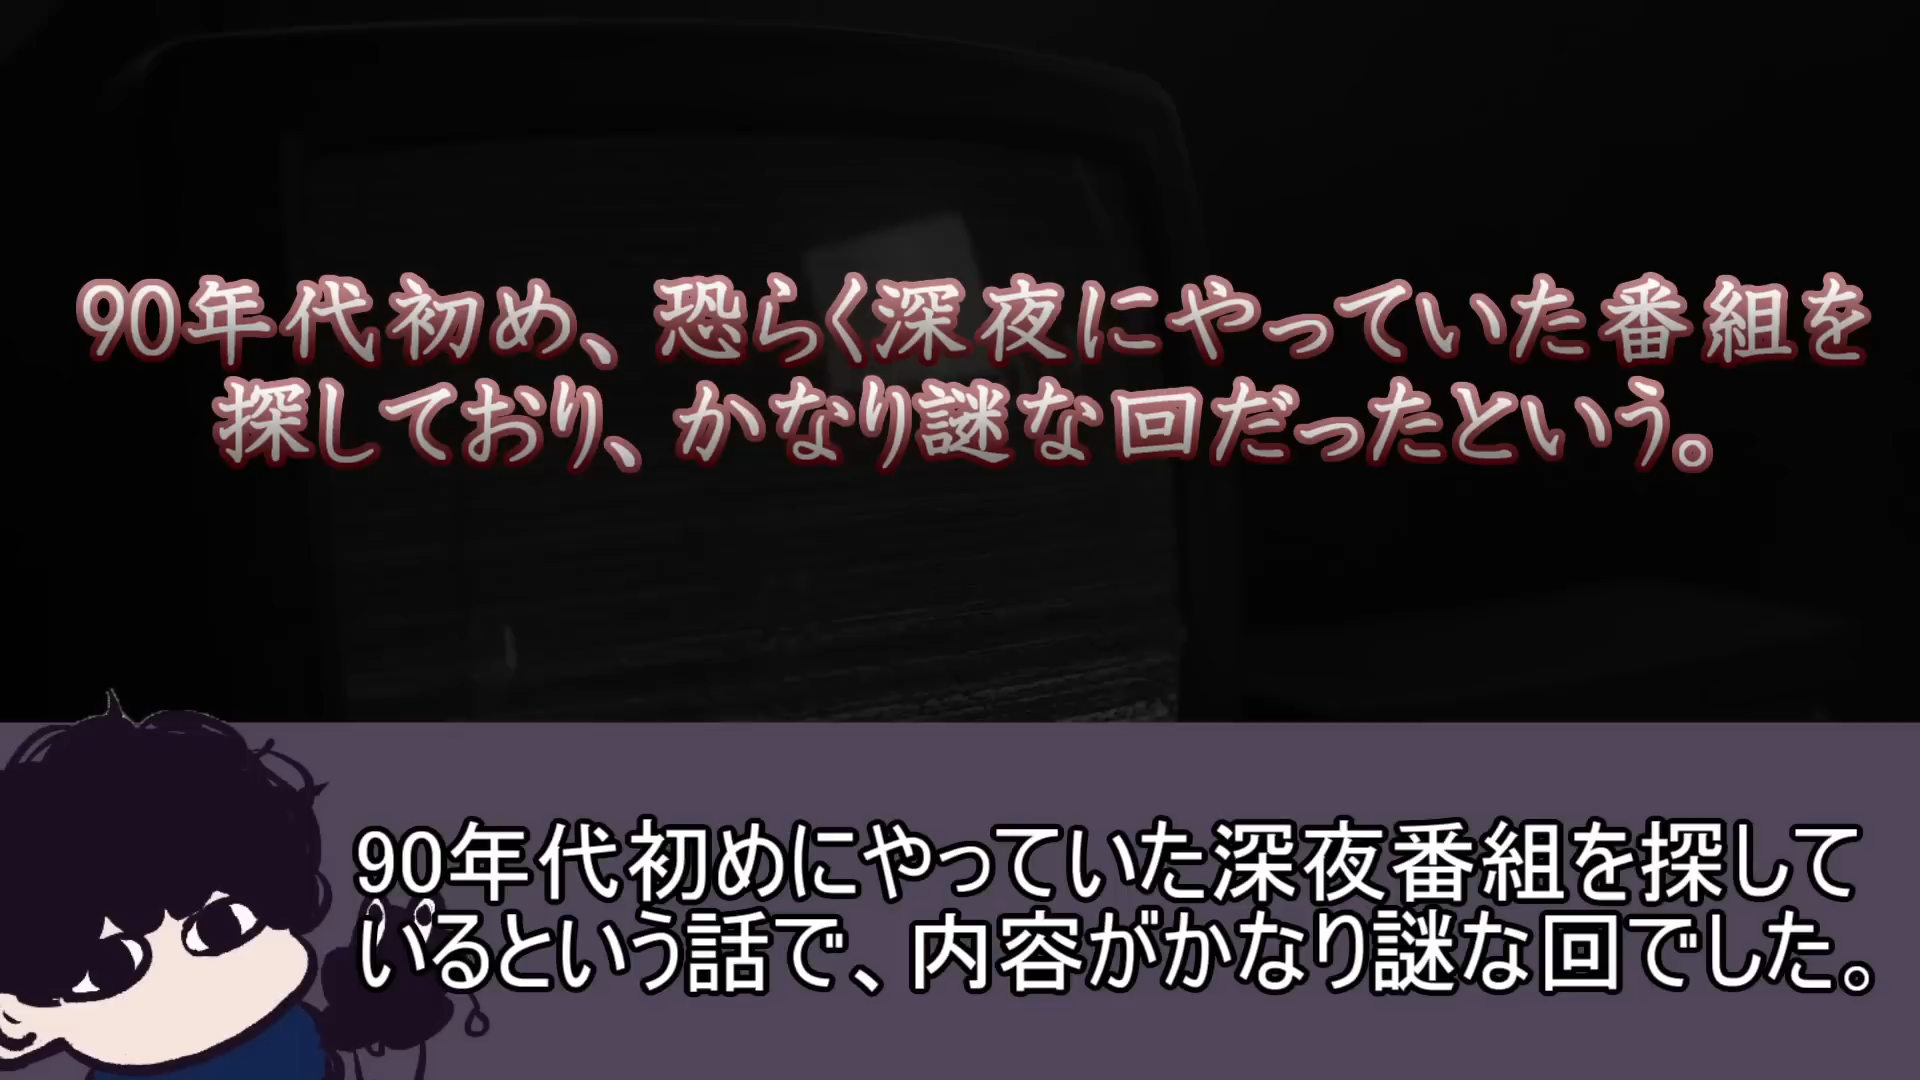 90年代初め、恐らく深夜にやっていた番組を
探しており、かなり謎な回だったという。
90年代初めにやっていた深夜番組を探して
いるという話で、内容がかなり謎な回でした。